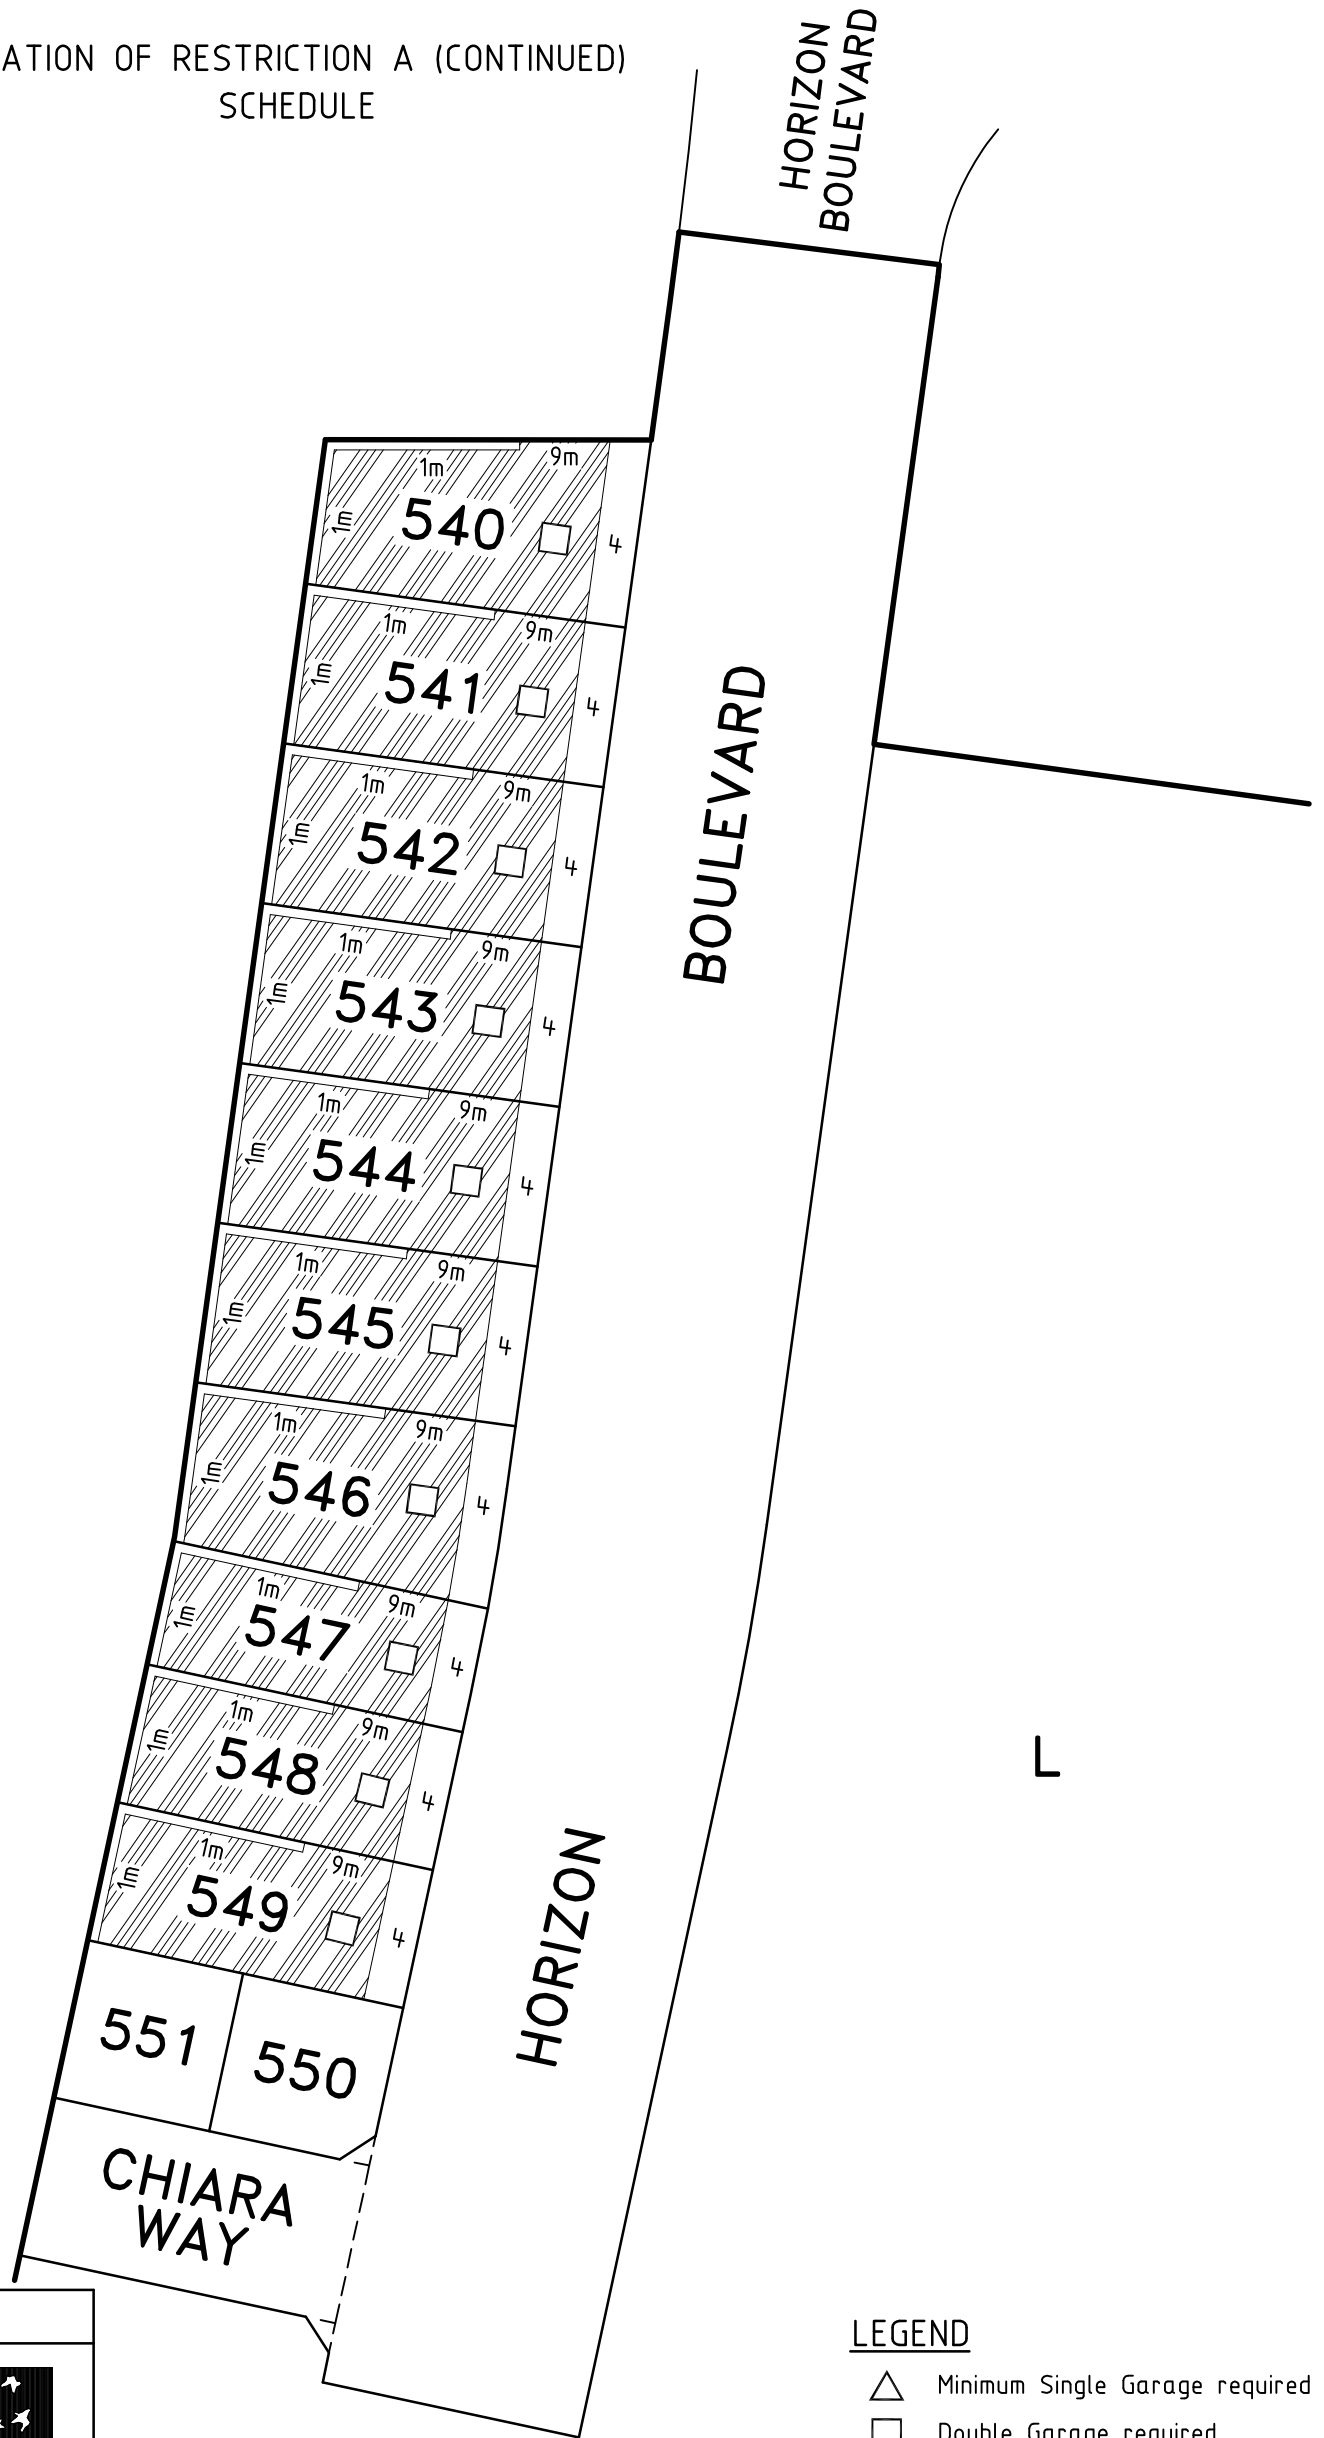 ATION OF RESTRICTION A (CONTINUED)
SCHEDULE
HORIZON
BOULEVARD
1m
9m
1m
540
4
1m
9m
1m
541
4
1m
9m
1m
542
4
1m
9m
1m
543
4
1m
9m
1m
544
4
1m
9m
1m
545
4
1m
9m
1m
546
4
1m
9m
1m
547
4
1m
9m
1m
548
4
1m
9m
1m
549
4
551
550
BOULEVARD
HORIZON
L
CHIARA
WAY
LEGEND
Minimum Single Garage required
Double Garage required